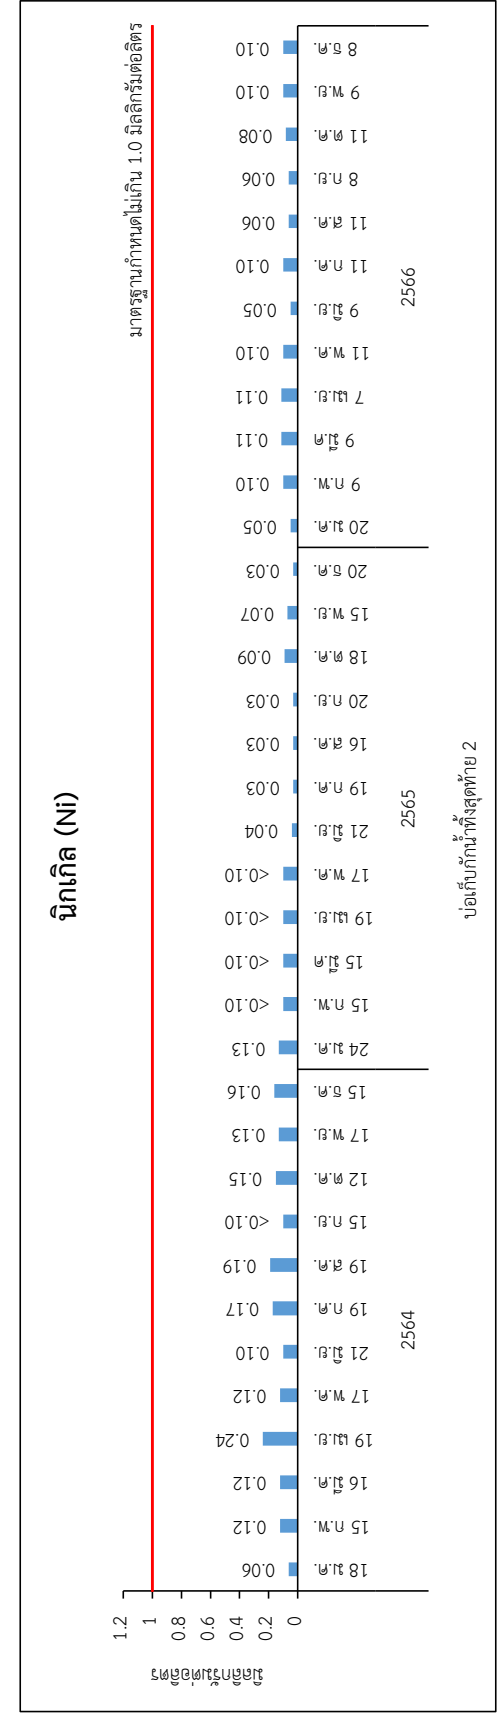 นิกเกิล (Ni)
มาตรฐานกำหนดไม่เกิน 1.0 มิลลิกรัมต่อลิตร
มิลลิกรัมต่อลิตร
1.2
1
0.8
0.6
0.4
0.2
0
0.06
0.12
0.12
0.24
0.12
0.10
0.17
0.19
<0.10
0.15
0.13
0.16
0.13
<0.10
<0.10
<0.10
<0.10
0.04
0.03
0.03
0.03
0.09
0.07
0.03
0.05
0.10
0.11
0.11
0.10
0.05
0.10
0.06
0.06
0.08
0.10
0.10
18 ม.ค.
15 ก.พ.
16 มี.ค.
19 เม.ย.
17 พ.ค.
21 มิ.ย.
19 ก.ค.
19 ส.ค.
15 ก.ย.
12 ต.ค.
17 พ.ย.
15 ธ.ค.
24 ม.ค.
15 ก.พ.
15 มี.ค
19 เม.ย.
17 พ.ค.
21 มิ.ย.
19 ก.ค.
16 ส.ค.
20 ก.ย.
18 ต.ค.
15 พ.ย.
20 ธ.ค.
20 ม.ค.
9 ก.พ.
9 มี.ค
7 เม.ย.
11 พ.ค.
9 มิ.ย.
11 ก.ค.
11 ส.ค.
8 ก.ย.
11 ต.ค.
9 พ.ย.
8 ธ.ค.
2564
2565
2566
บ่อเก็บกักน้ำทิ้งสุดท้าย 2